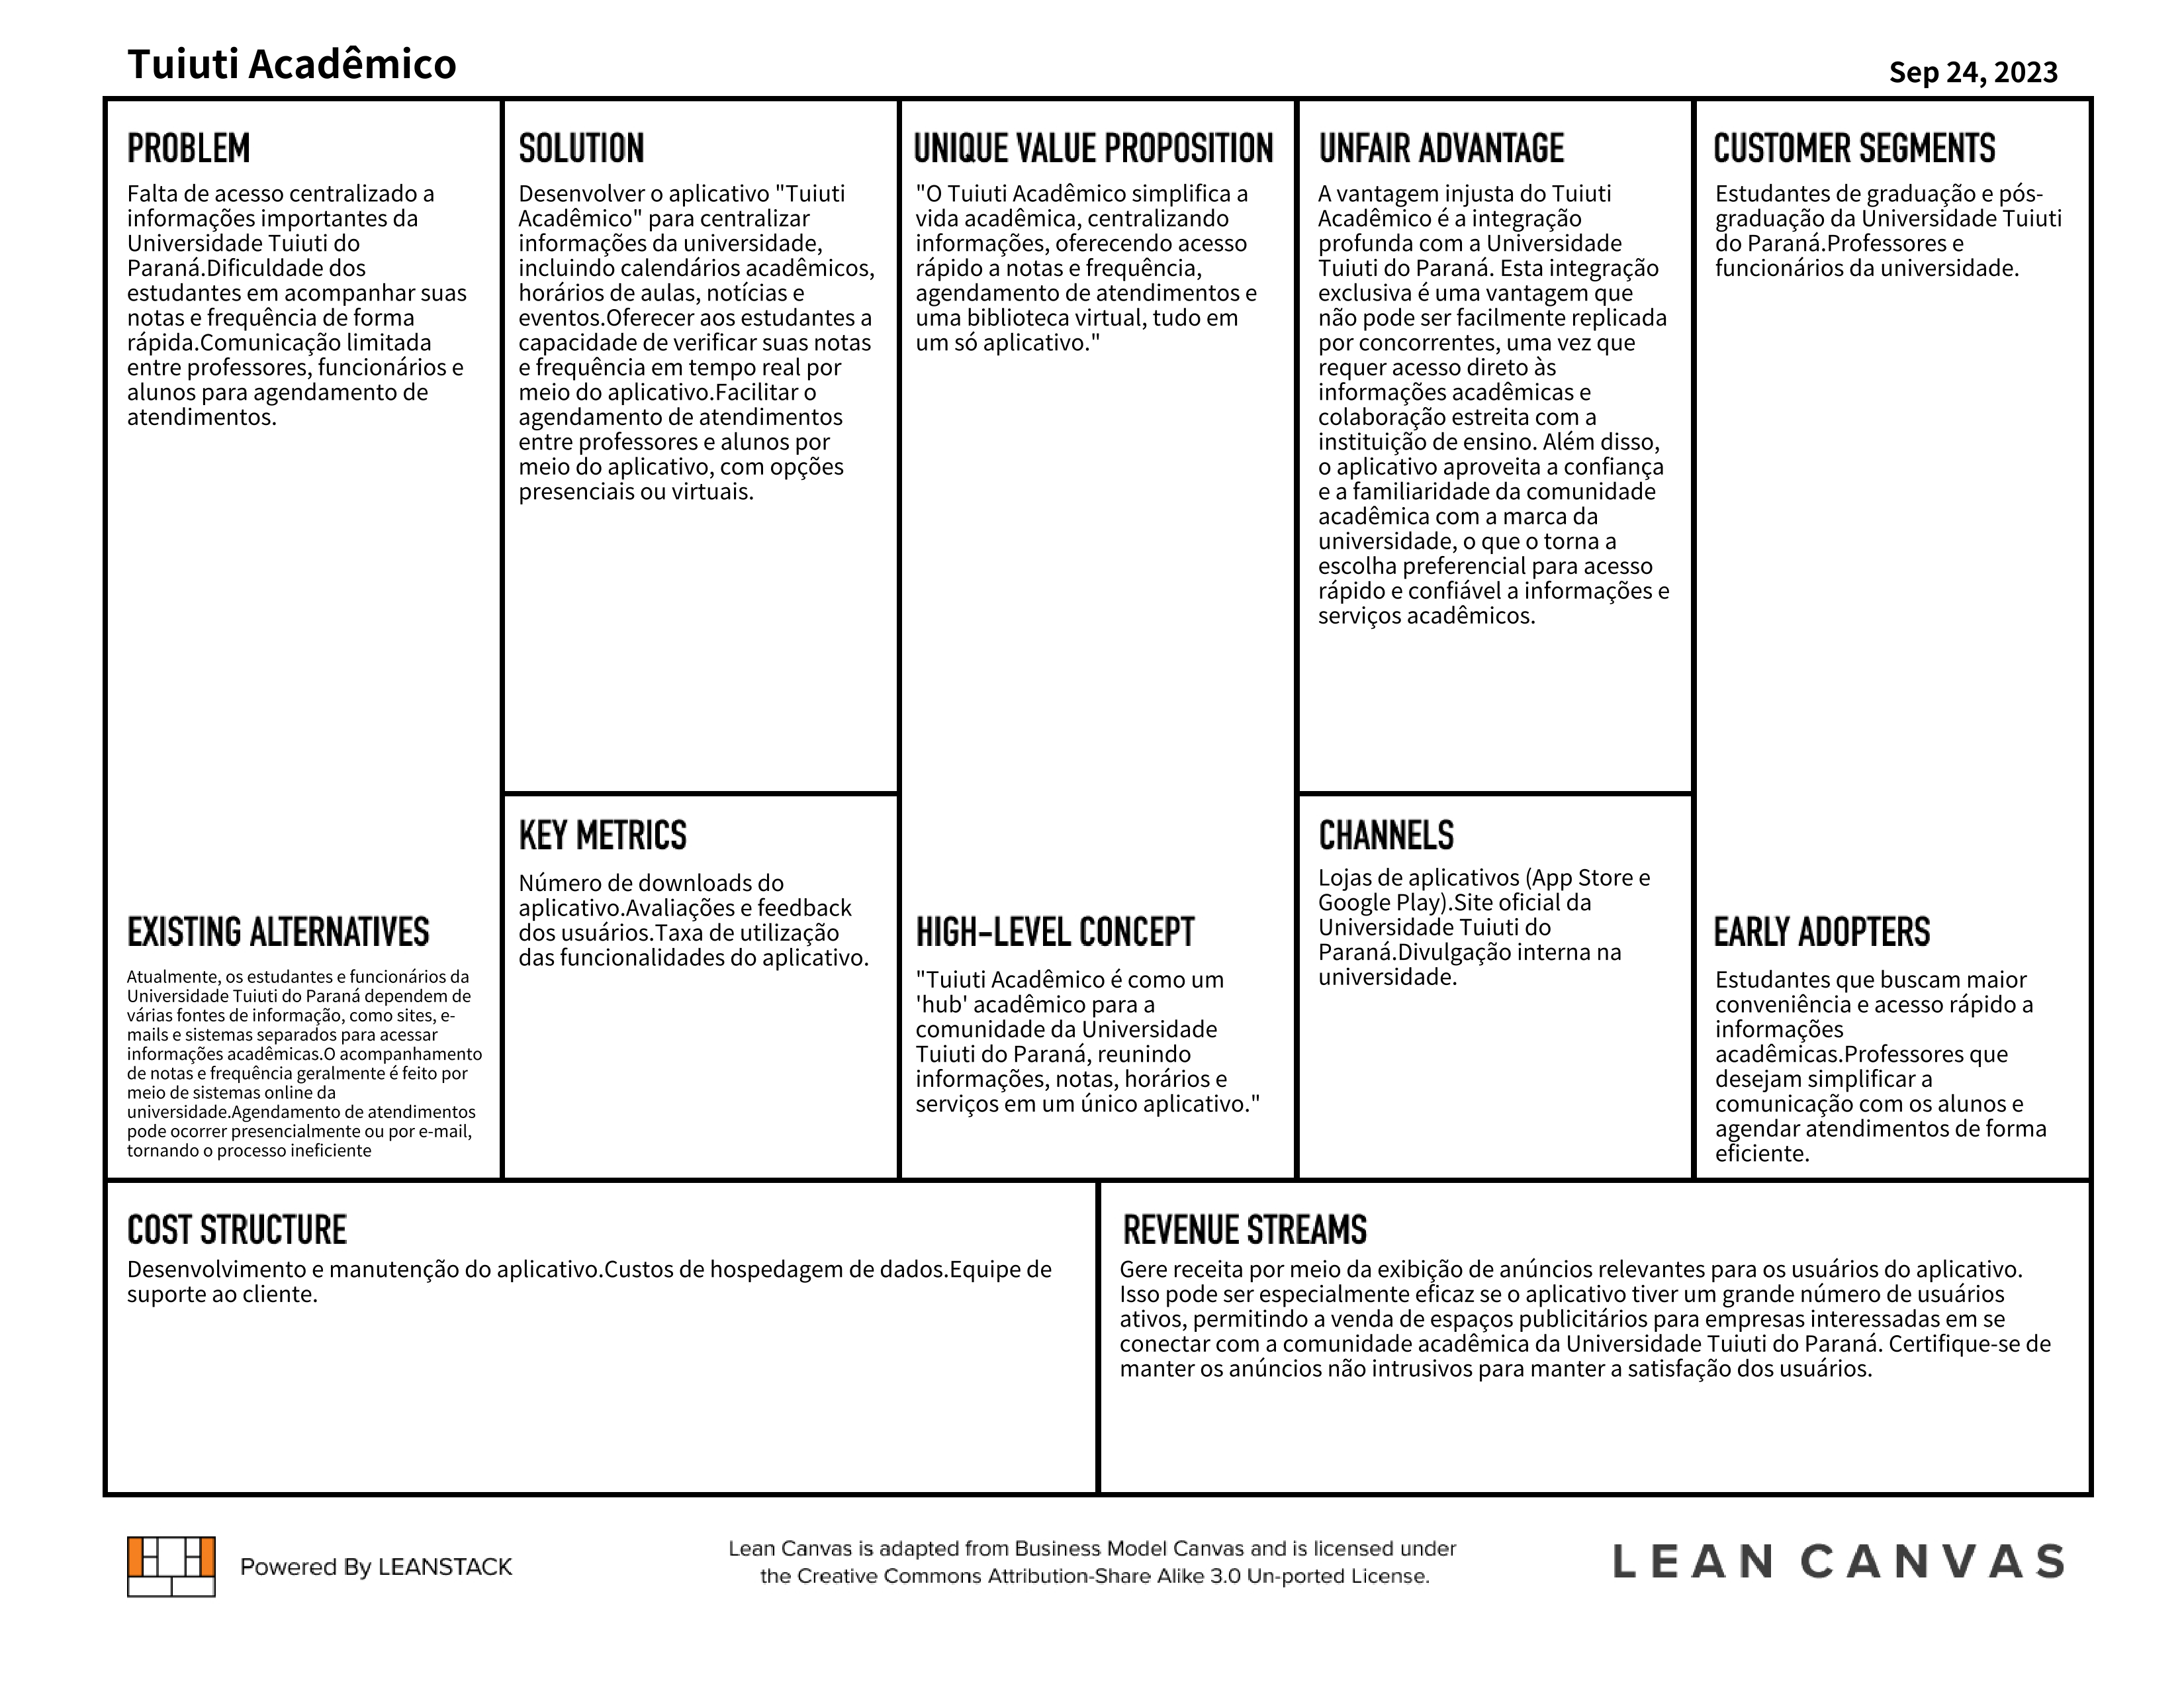 Tuiuti Acadêmico
Sep 24, 2023
PROBLEM
Falta de acesso centralizado a
informações importantes da
Universidade Tuiuti do
Paraná.Dificuldade dos
estudantes em acompanhar suas
notas e frequência de forma
rápida.Comunicação limitada
entre professores, funcionários e
alunos para agendamento de
atendimentos.
EXISTING ALTERNATIVES
Atualmente, os estudantes e funcionários da
Universidade Tuiuti do Paraná dependem de
várias fontes de informação, como sites, e-
mails e sistemas separados para acessar
informações acadêmicas.O acompanhamento
de notas e frequência geralmente é feito por
meio de sistemas online da
universidade.Agendamento de atendimentos
pode ocorrer presencialmente ou por e-mail,
tornando o processo ineficiente
SOLUTION
Desenvolver o aplicativo "Tuiuti
Acadêmico" para centralizar
informações da universidade,
incluindo calendários acadêmicos,
horários de aulas, notícias e
eventos.Oferecer aos estudantes a
capacidade de verificar suas notas
e frequência em tempo real por
meio do aplicativo.Facilitar o
agendamento de atendimentos
entre professores e alunos por
meio do aplicativo, com opções
presenciais ou virtuais.
KEY METRICS
Número de downloads do
aplicativo.Avaliações e feedback
dos usuários.Taxa de utilização
das funcionalidades do aplicativo.
UNIQUE VALUE PROPOSITION
"O Tuiuti Acadêmico simplifica a
vida acadêmica, centralizando
informações, oferecendo acesso
rápido a notas e frequência,
agendamento de atendimentos e
uma biblioteca virtual, tudo em
um só aplicativo."
HIGH-LEVEL CONCEPT
"Tuiuti Acadêmico é como um
'hub' acadêmico para a
comunidade da Universidade
Tuiuti do Paraná, reunindo
informações, notas, horários e
serviços em um único aplicativo."
UNFAIR ADVANTAGE
A vantagem injusta do Tuiuti
Acadêmico é a integração
profunda com a Universidade
Tuiuti do Paraná. Esta integração
exclusiva é uma vantagem que
não pode ser facilmente replicada
por concorrentes, uma vez que
requer acesso direto às
informações acadêmicas e
colaboração estreita com a
instituição de ensino. Além disso,
o aplicativo aproveita a confiança
e a familiaridade da comunidade
acadêmica com a marca da
universidade, o que o torna a
escolha preferencial para acesso
rápido e confiável a informações e
serviços acadêmicos.
CHANNELS
Lojas de aplicativos (App Store e
Google Play).Site oficial da
Universidade Tuiuti do
Paraná.Divulgação interna na
universidade.
CUSTOMER SEGMENTS
Estudantes de graduação e pós-
graduação da Universidade Tuiuti
do Paraná.Professores e
funcionários da universidade.
EARLY ADOPTERS
Estudantes que buscam maior
conveniência e acesso rápido a
informações
acadêmicas.Professores que
desejam simplificar a
comunicação com os alunos e
agendar atendimentos de forma
eficiente.
COST STRUCTURE
Desenvolvimento e manutenção do aplicativo.Custos de hospedagem de dados.Equipe de
suporte ao cliente.
REVENUE STREAMS
Gere receita por meio da exibição de anúncios relevantes para os usuários do aplicativo.
Isso pode ser especialmente eficaz se o aplicativo tiver um grande número de usuários
ativos, permitindo a venda de espaços publicitários para empresas interessadas em se
conectar com a comunidade acadêmica da Universidade Tuiuti do Paraná. Certifique-se de
manter os anúncios não intrusivos para manter a satisfação dos usuários.
Powered By LEANSTACK
Lean Canvas is adapted from Business Model Canvas and is licensed under
the Creative Commons Attribution-Share Alike 3.0 Un-ported License.
LEAN CANVAS